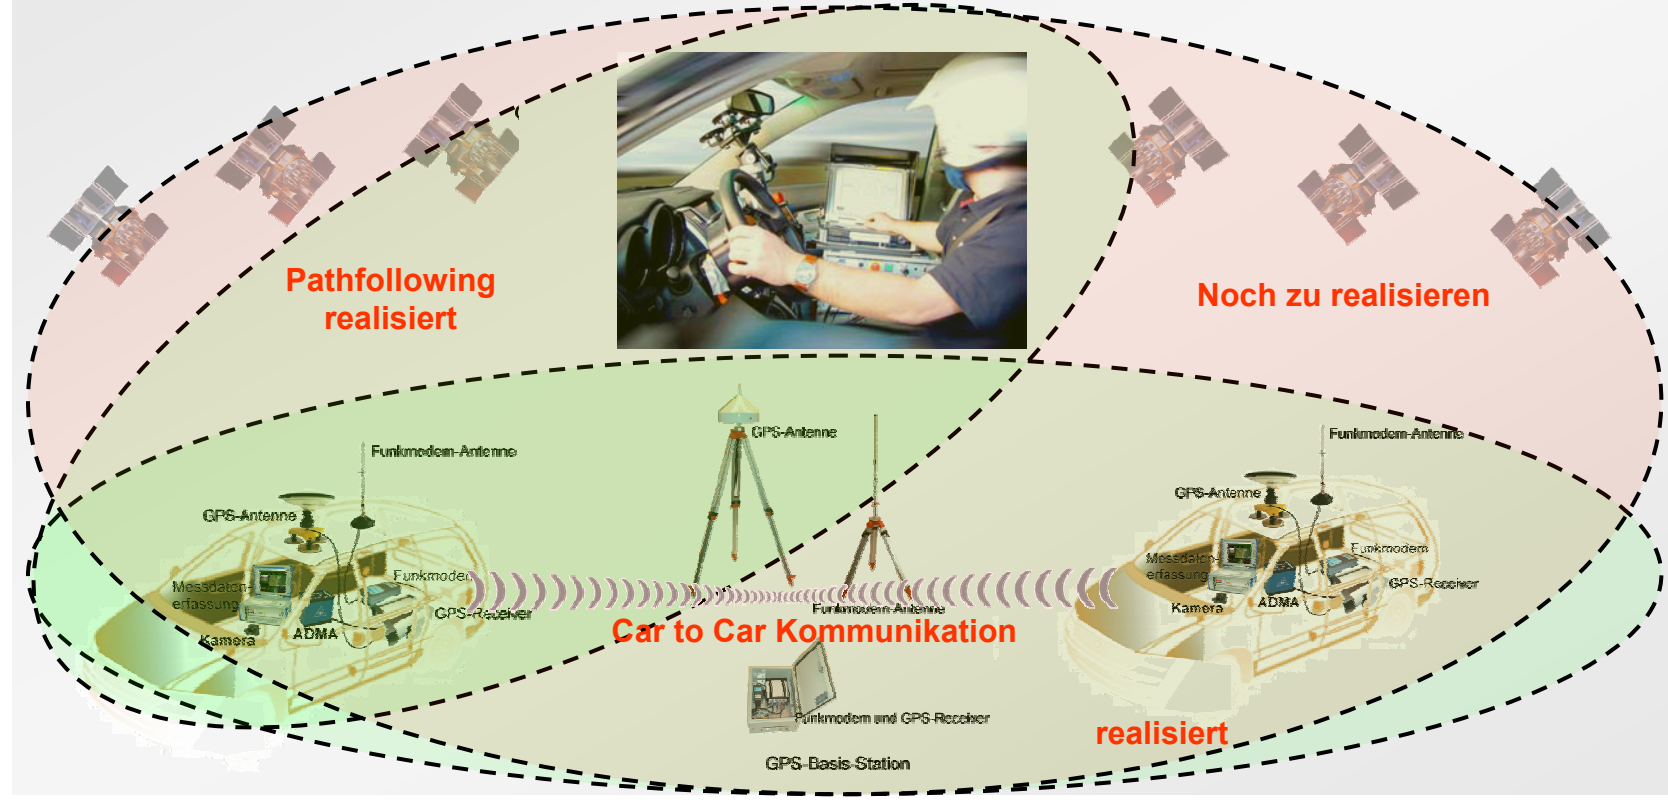 Pathfollowing
realisiert
Noch zu realisieren
GPS-Antenne
Funkmodem-Antenne
Funkmodem-Antenne
GPS-Antenne
GPS-Antenne
Messdaten-
erfassung
Funkmodem
GPS-Receiver
Kamera
ADMA
Funkmodem-Antenne
Messdaten-
erfassung
Funkmodem
GPS-Receiver
Kamera
ADMA
Car to Car Kommunikation
Funkmodem und GPS-Receiver
realisiert
GPS-Basis-Station